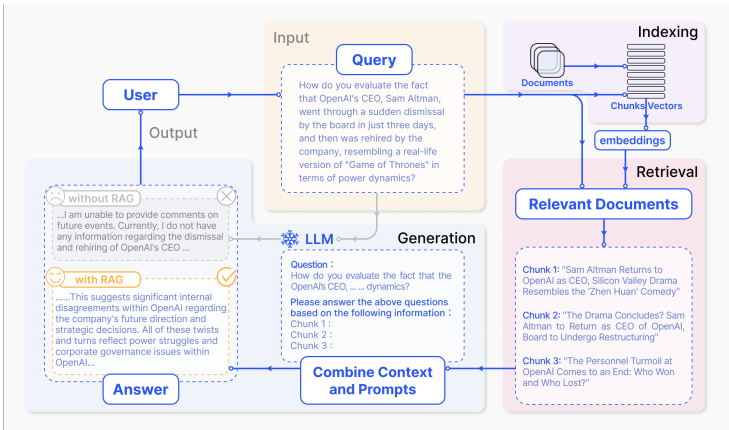 Input
Query
How do you evaluate the fact
that OpenAI's CEO, Sam Altman,
went through a sudden dismissal
by the board in just three days,
and then was rehired by the
company, resembling a real-life
version of "Game of Thrones" in
terms of power dynamics?
Indexing
Documents
Chunks Vectors
embeddings
User
Output
Retrieval
Relevant Documents
Chunk 1: "Sam Altman Returns to
OpenAI as CEO, Silicon Valley Drama
Resembles the 'Zhen Huan' Comedy"
Chunk 2: "The Drama Concludes? Sam
Altman to Return as CEO of OpenAI,
Board to Undergo Restructuring"
Chunk 3: "The Personnel Turmoil at
OpenAI Comes to an End: Who Won
and Who Lost?"
LLM
Generation
Question :
How do you evaluate the fact that the
OpenAI's CEO, ... ... dynamics?
Please answer the above questions
based on the following information :
Chunk 1 :
Chunk 2 :
Chunk 3 :
Combine Context
and Prompts
without RAG
...I am unable to provide comments on
future events. Currently, I do not have
any information regarding the dismissal
and rehiring of OpenAI's CEO ...
with RAG
......This suggests significant internal
disagreements within OpenAI regarding
the company's future direction and
strategic decisions. All of these twists
and turns reflect power struggles and
corporate governance issues within
OpenAI...
Answer